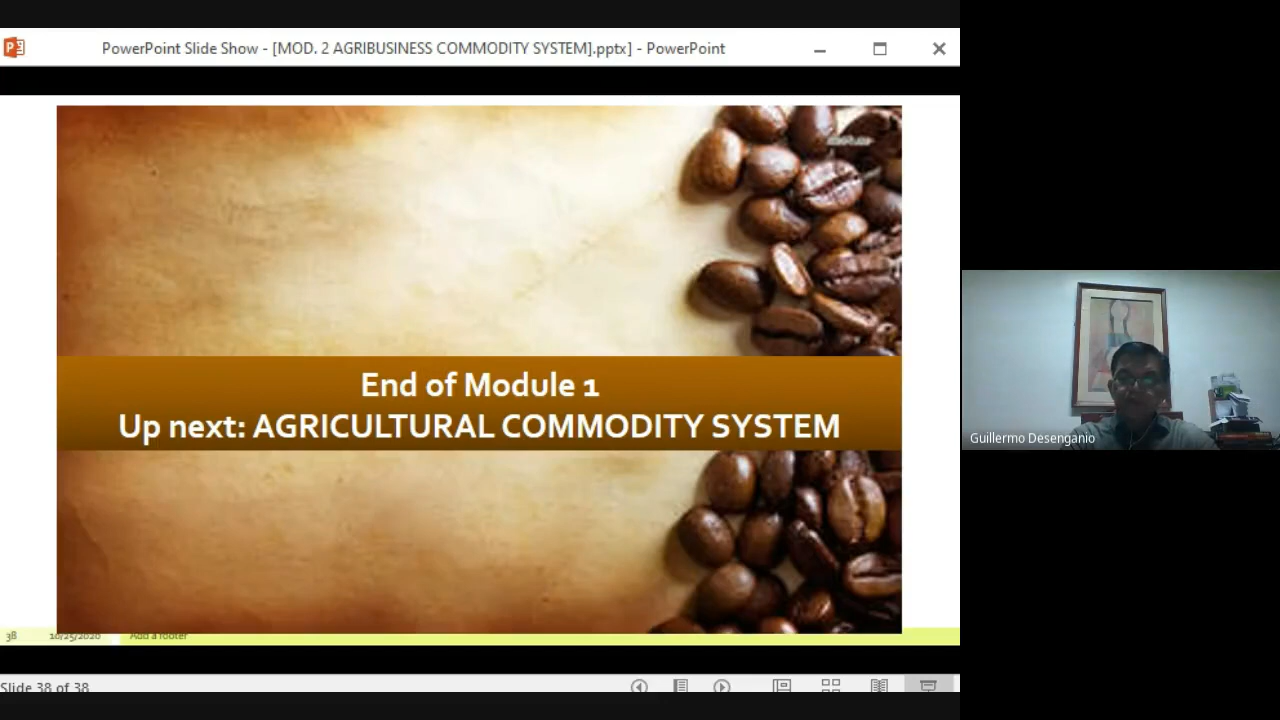 PowerPoint Slide Show - [MOD. 2 AGRIBUSINESS COMMODITY SYSTEM].pptx] - PowerPoint
End of Module 1
Up next: AGRICULTURAL COMMODITY SYSTEM
Guillermo Desenganio
38 10/25/2020 Add a footer
Slide 38 of 38